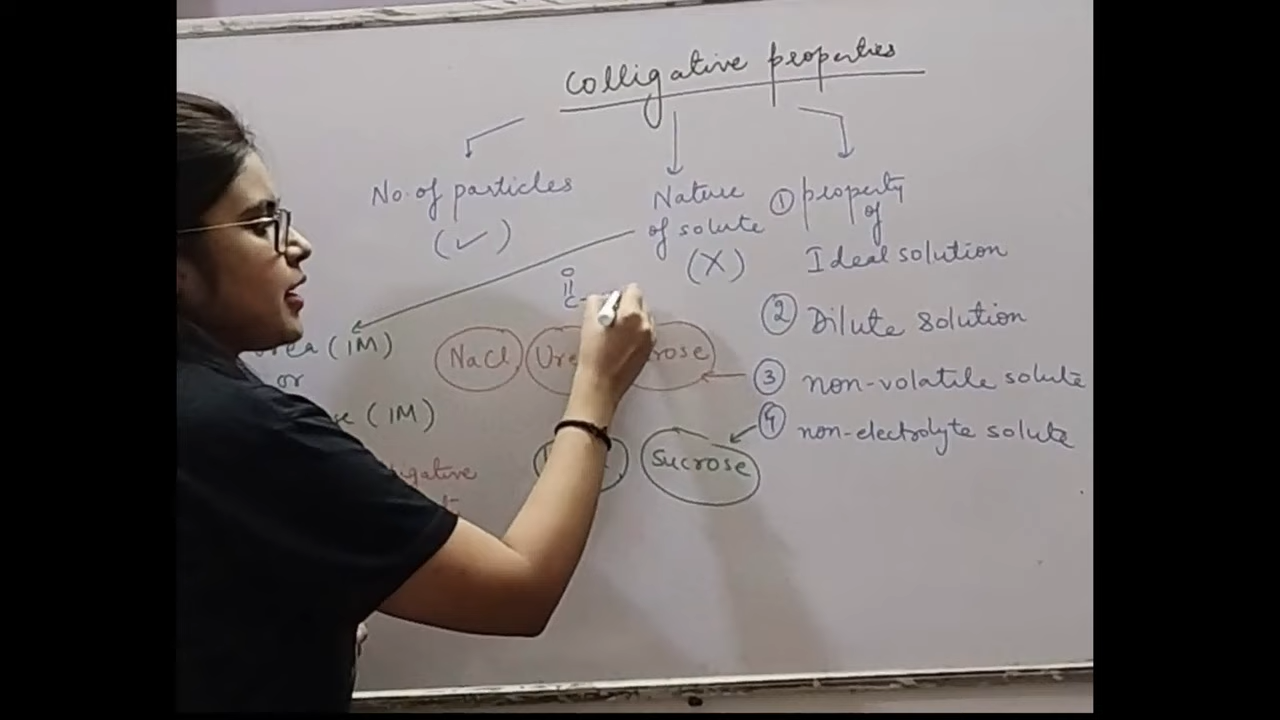 Colligative properties
No. of particles
(✓)
Nature
of solute
(X)
① property
of
Ideal solution
② Dilute solution
③ non-volatile solute
④ non-electrolyte solute
O
||
C-
(1M)
or
(1M)
NaCl
Sucrose